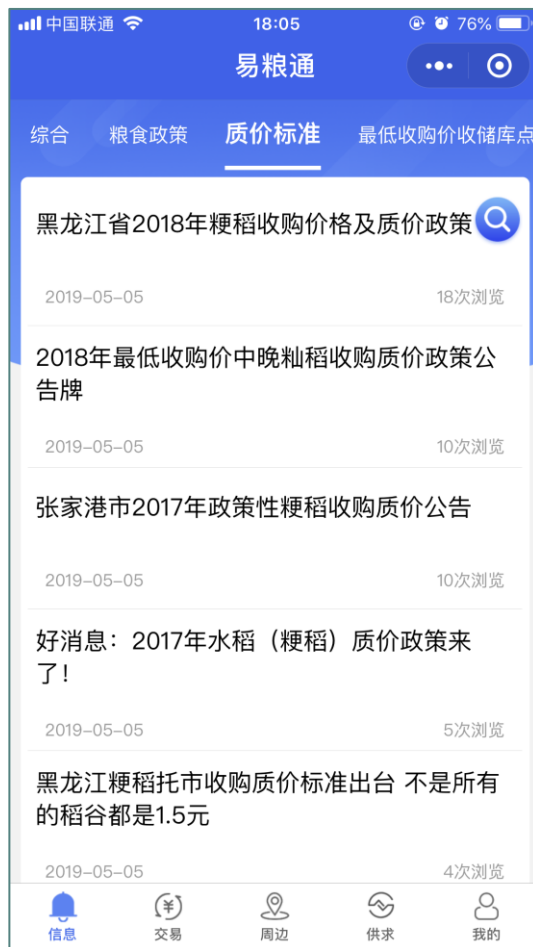 中国联通 18:05 76%
易粮通
综合 粮食政策 质价标准 最低收购价收储库点
黑龙江省2018年粳稻收购价格及质价政策
2019-05-05 18次浏览
2018年最低收购价中晚籼稻收购质价政策公
告牌
2019-05-05 10次浏览
张家港市2017年政策性粳稻收购质价公告
2019-05-05 10次浏览
好消息：2017年水稻（粳稻）质价政策来
了！
2019-05-05 5次浏览
黑龙江粳稻托市收购质价标准出台 不是所有
的稻谷都是1.5元
2019-05-05 4次浏览
信息 交易 周边 供求 我的